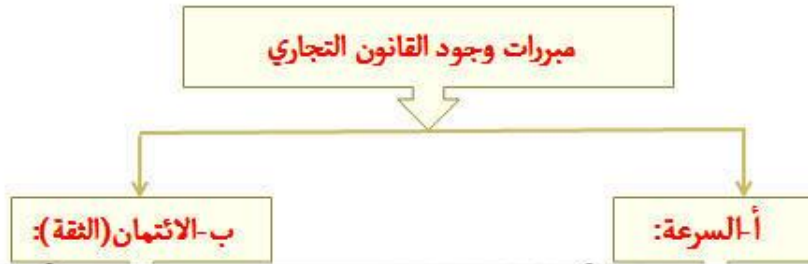 مبررات وجود القانون التجاري
أ-السرعة:
ب-الائتمان(الثقة):